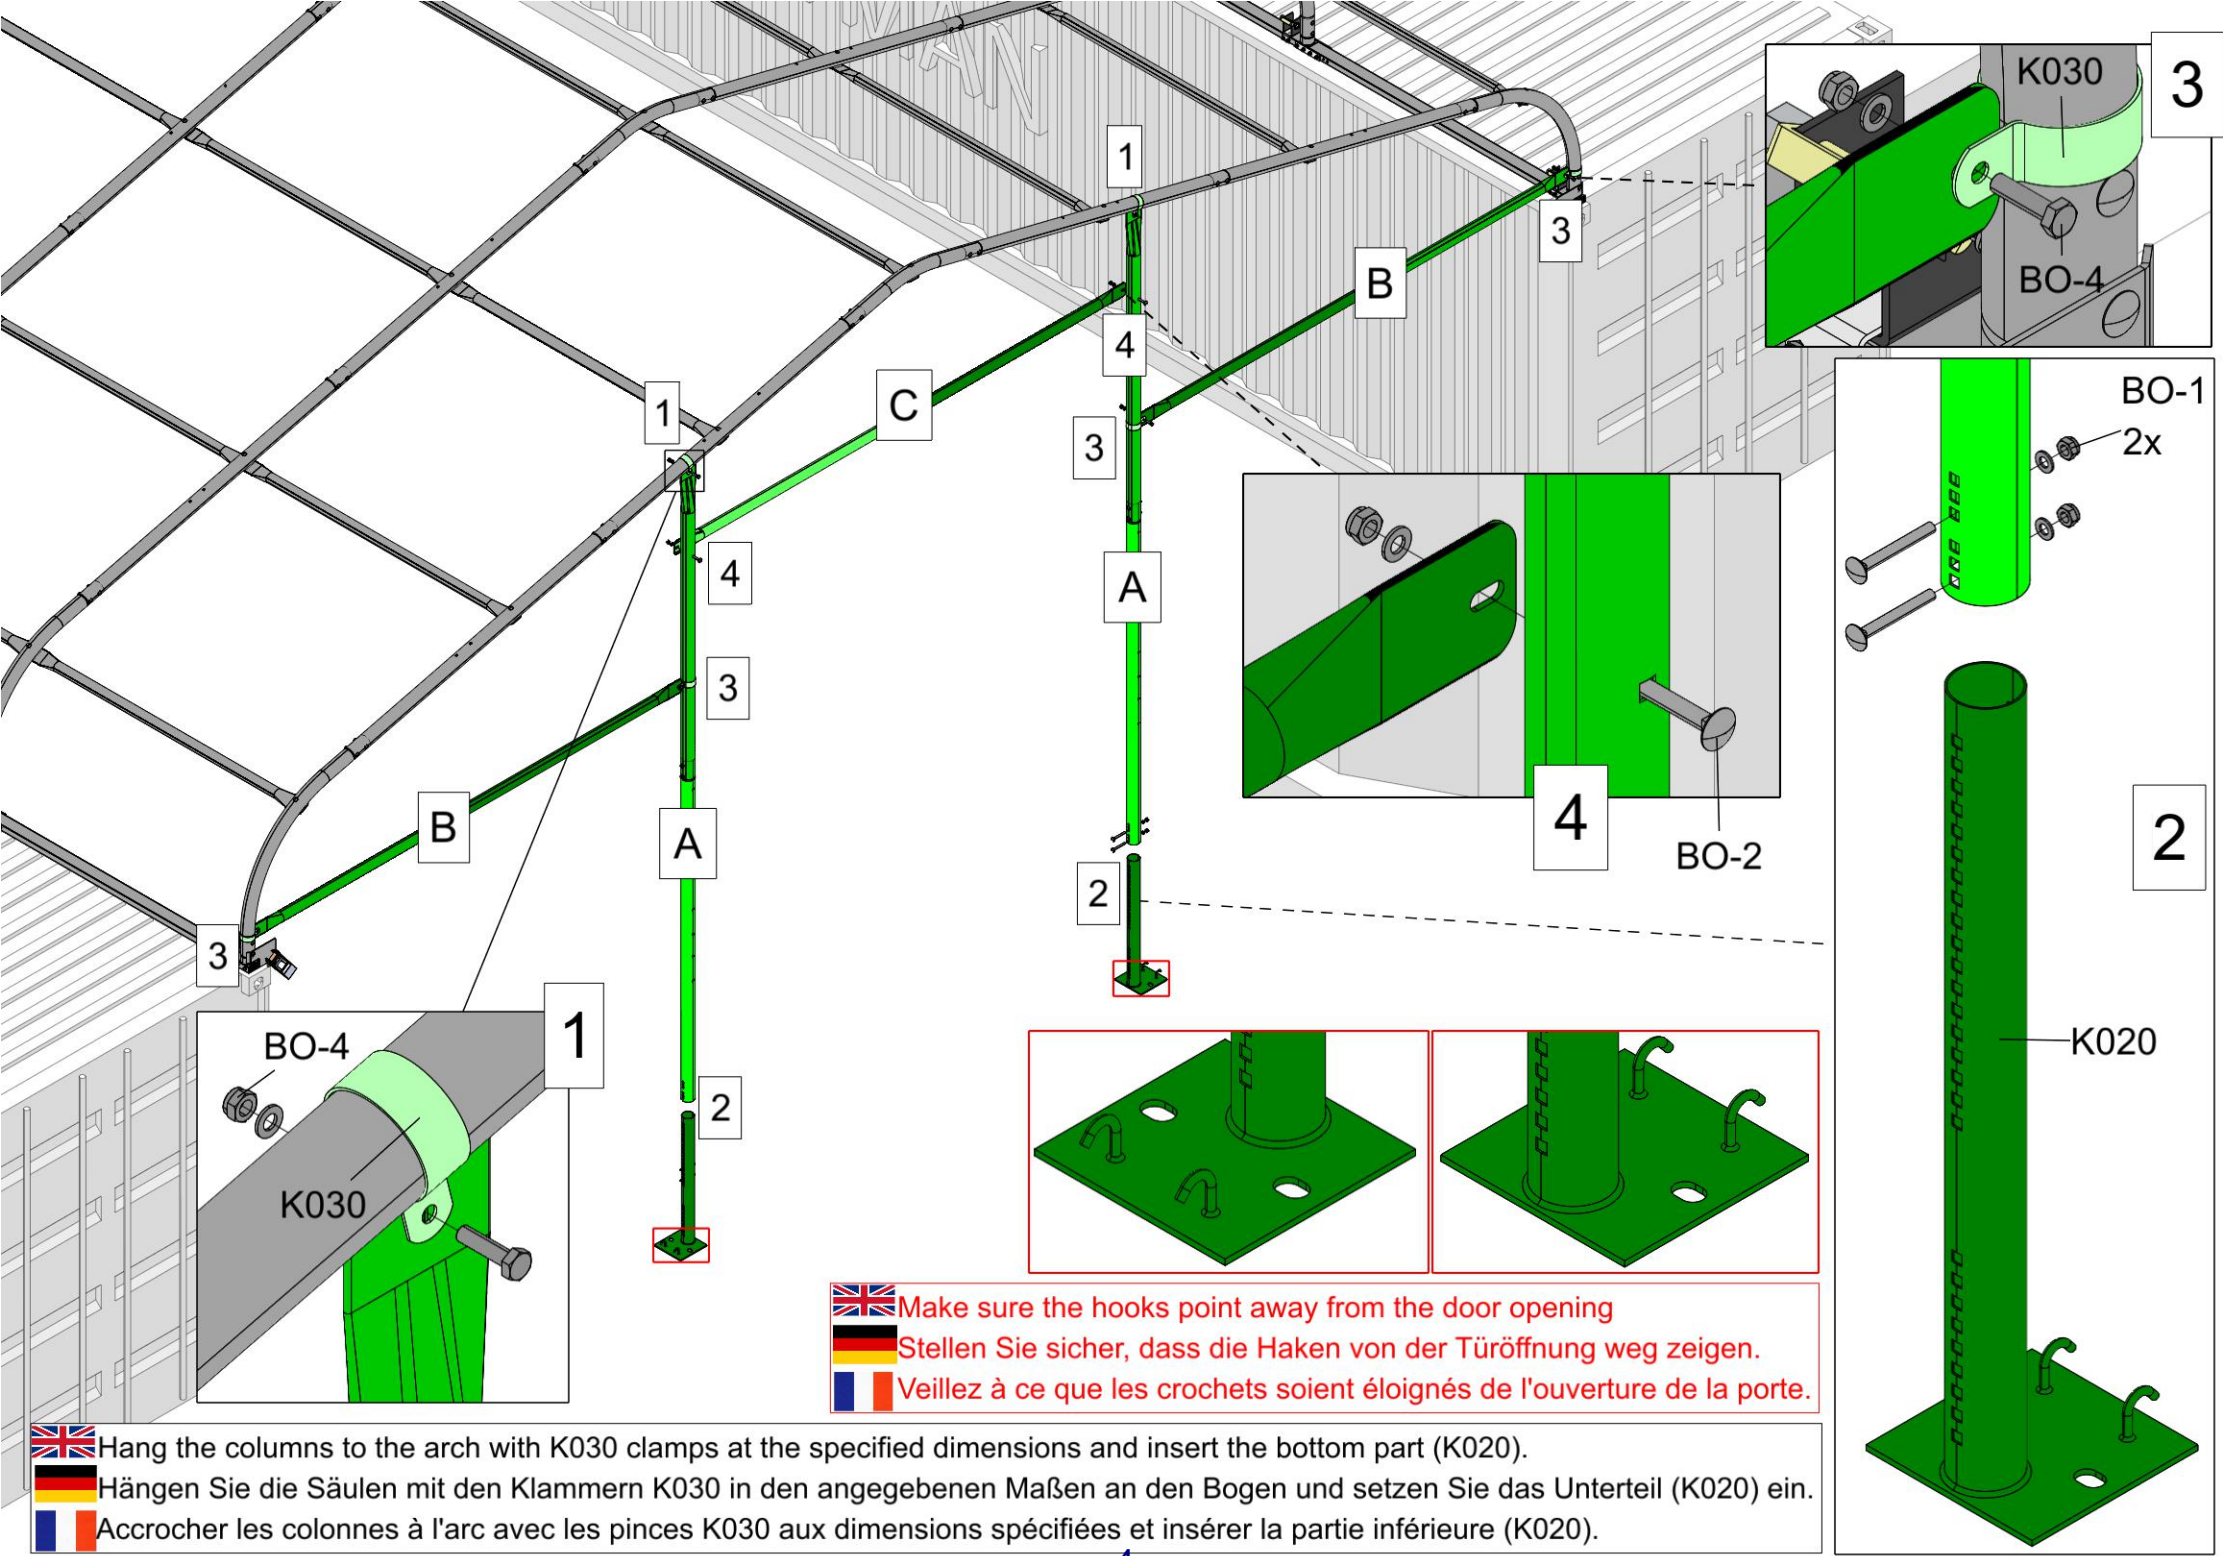 MAN
1
3
B
4
C
1
3
4
A
3
B
A
2
3
2
K030
3
BO-4
BO-1
2x
2
K020
4
BO-2
BO-4
1
K030
Make sure the hooks point away from the door opening
Stellen Sie sicher, dass die Haken von der Türöffnung weg zeigen.
Veillez à ce que les crochets soient éloignés de l'ouverture de la porte.
Hang the columns to the arch with K030 clamps at the specified dimensions and insert the bottom part (K020).
Hängen Sie die Säulen mit den Klammern K030 in den angegebenen Maßen an den Bogen und setzen Sie das Unterteil (K020) ein.
Accrocher les colonnes à l'arc avec les pinces K030 aux dimensions spécifiées et insérer la partie inférieure (K020).